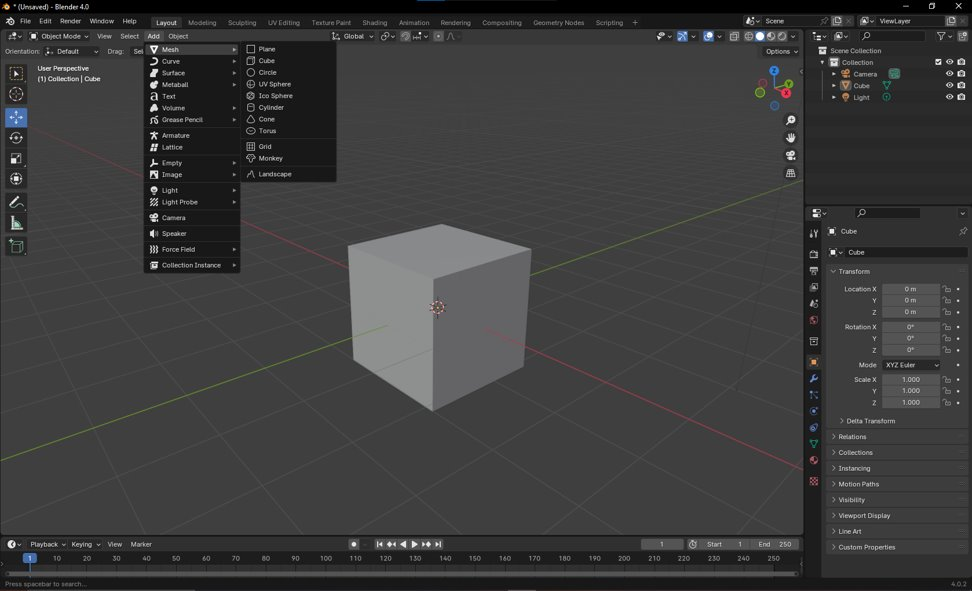 * (Unsaved) - Blender 4.0
File Edit Render Window Help
Layout Modeling Sculpting UV Editing Texture Paint Shading Animation Rendering Compositing Geometry Nodes Scripting +
Scene
ViewLayer
Object Mode View Select Add Object
Global
Orientation: Default Drag: Sel
Options
User Perspective
(1) Collection | Cube
Mesh
Curve
Surface
Metaball
Text
Volume
Grease Pencil
Armature
Lattice
Empty
Image
Light
Light Probe
Camera
Speaker
Force Field
Collection Instance
Plane
Cube
Circle
UV Sphere
Ico Sphere
Cylinder
Cone
Torus
Grid
Monkey
Landscape
Z
Y
X
Scene Collection
Collection
Camera
Cube
Light
Cube
Cube
Transform
Location X 0 m
Y 0 m
Z 0 m
Rotation X 0°
Y 0°
Z 0°
Mode XYZ Euler
Scale X 1.000
Y 1.000
Z 1.000
Delta Transform
Relations
Collections
Instancing
Motion Paths
Visibility
Viewport Display
Line Art
Custom Properties
Playback Keying View Marker
1 Start 1 End 250
1 10 20 30 40 50 60 70 80 90 100 110 120 130 140 150 160 170 180 190 200 210 220 230 240 250
Press spacebar to search...
4.0.2